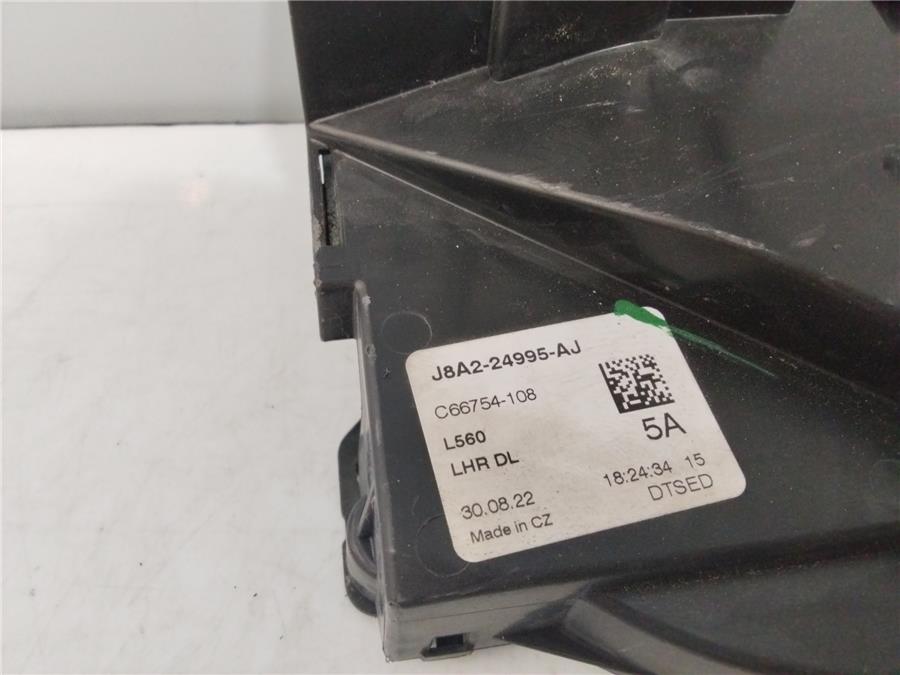 J8A2-24995-AJ
C66754-108
L560
5A
LHR DL
30.08.22 18:24:34 15
Made in CZ DTSED